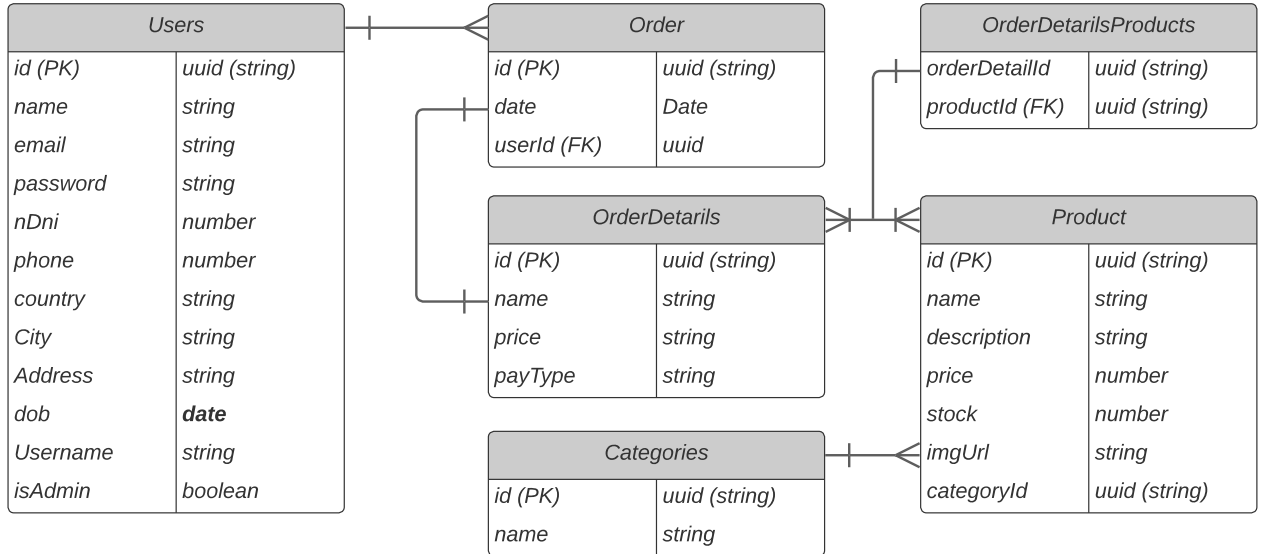 Users
id (PK) uuid (string)
name string
email string
password string
nDni number
phone number
country string
City string
Address string
dob date
Username string
isAdmin boolean
Order
id (PK) uuid (string)
date Date
userId (FK) uuid
OrderDetarils
id (PK) uuid (string)
name string
price string
payType string
Categories
id (PK) uuid (string)
name string
OrderDetarilsProducts
orderDetailId uuid (string)
productId (FK) uuid (string)
Product
id (PK) uuid (string)
name string
description string
price number
stock number
imgUrl string
categoryId uuid (string)